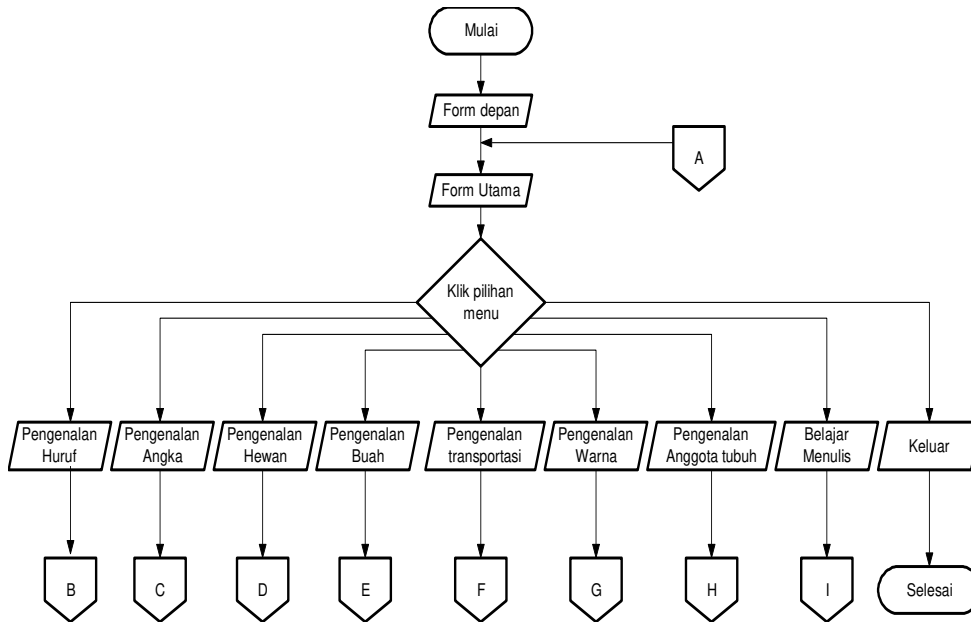 Mulai
Form depan
A
Form Utama
Klik pilihan
menu
Pengenalan
Huruf
Pengenalan
Angka
Pengenalan
Hewan
Pengenalan
Buah
Pengenalan
transportasi
Pengenalan
Warna
Pengenalan
Anggota tubuh
Belajar
Menulis
Keluar
B
C
D
E
F
G
H
I
Selesai